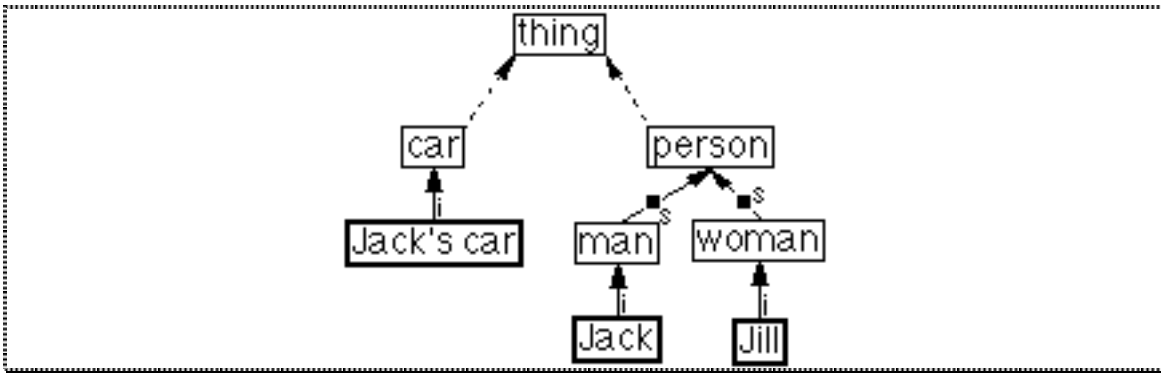 thing
car
person
s
s
i
Jack's car
man
woman
i
i
Jack
Jill